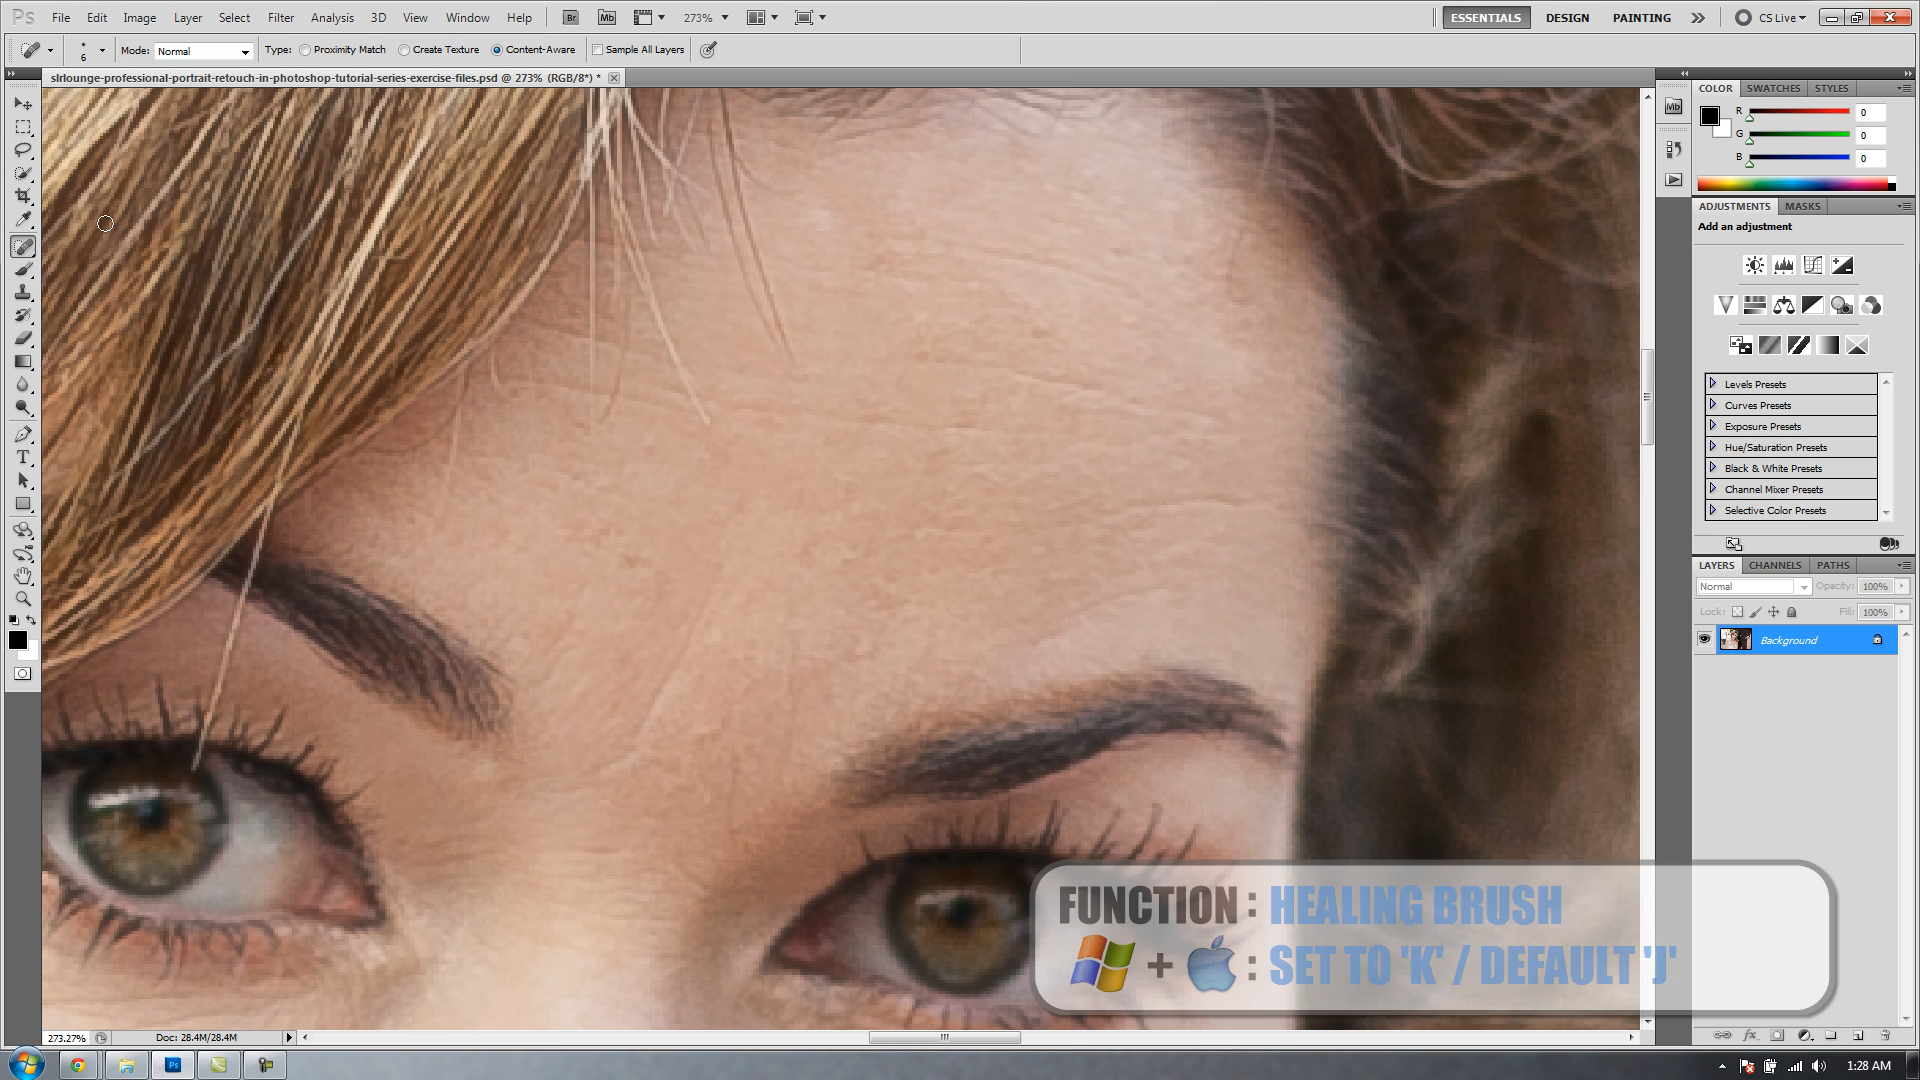 Ps File Edit Image Layer Select Filter Analysis 3D View Window Help Br Mb 273% ESSENTIALS DESIGN PAINTING CS Live
6 Mode: Normal Type: Proximity Match Create Texture Content-Aware Sample All Layers
slrlounge-professional-portrait-retouch-in-photoshop-tutorial-series-exercise-files.psd @ 273% (RGB/8*) *
COLOR SWATCHES STYLES
Mb
R 0
G 0
B 0
ADJUSTMENTS MASKS
Add an adjustment
Levels Presets
Curves Presets
Exposure Presets
Hue/Saturation Presets
Black & White Presets
Channel Mixer Presets
Selective Color Presets
LAYERS CHANNELS PATHS
Normal Opacity: 100%
Lock: Fill: 100%
Background
FUNCTION : HEALING BRUSH
+ : SET TO 'K' / DEFAULT 'J'
273.27% Doc: 28.4M/28.4M
Ps 1:28 AM